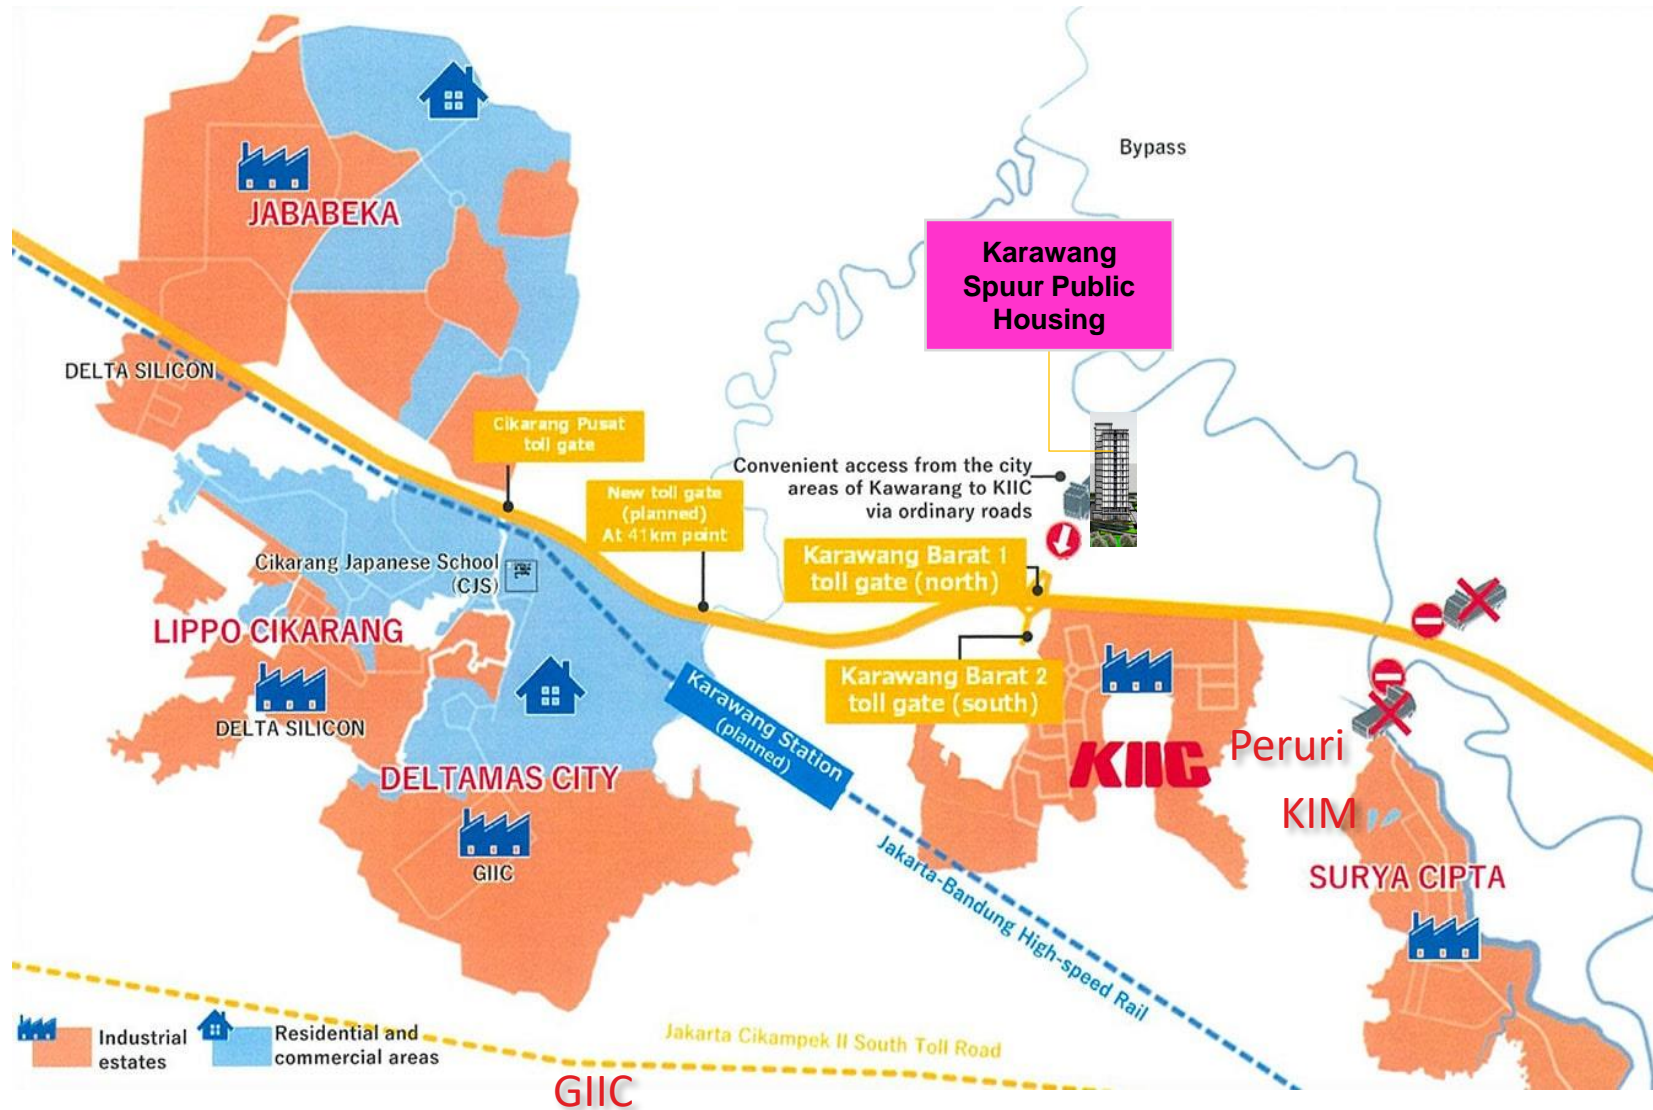 Bypass
JABABEKA
Karawang
Spuur Public
Housing
DELTA SILICON
Cikarang Pusat
toll gate
Convenient access from the city
areas of Kawarang to KIIC
via ordinary roads
New toll gate
(planned)
At 41km point
Karawang Barat 1
toll gate (north)
Cikarang Japanese School
(CJS)
LIPPO CIKARANG
DELTA SILICON
Karawang Barat 2
toll gate (south)
Karawang Station
(planned)
KIIC
Peruri
KIM
DELTAMAS CITY
GIIC
SURYA CIPTA
Jakarta-Bandung High-speed Rail
Industrial
estates
Residential and
commercial areas
Jakarta Cikampek II South Toll Road
GIIC